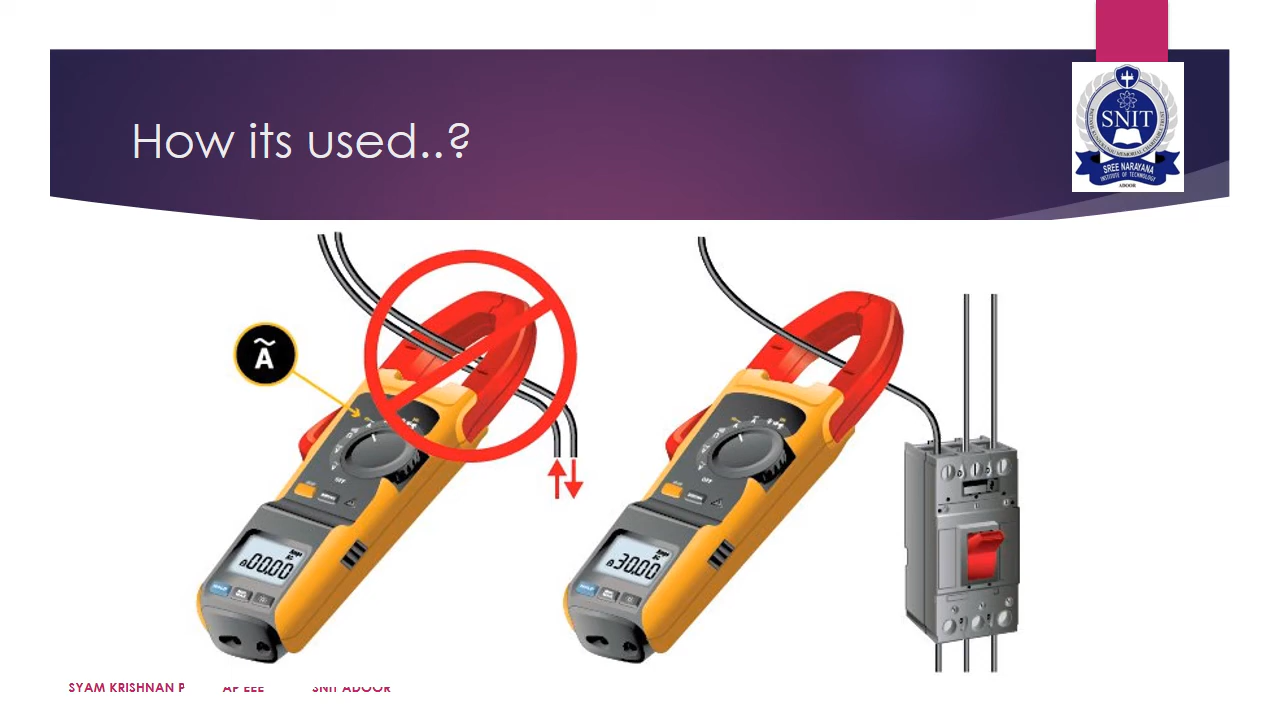 How its used..?
SNIT
SREE NARAYANA
INSTITUTE OF TECHNOLOGY
ADOOR
Ã
OFF
OFF
00.00
30.00
SYAM KRISHNAN P AP EEE SNIT ADOOR